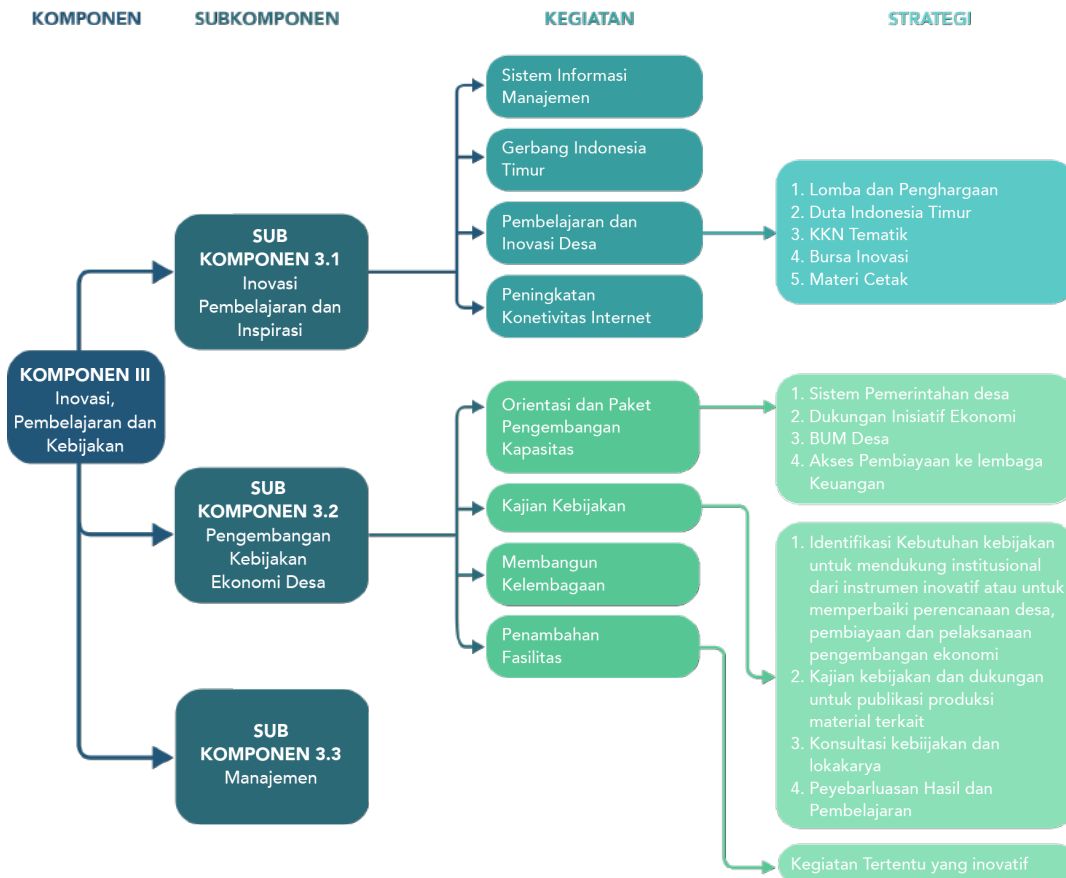 KOMPONEN
SUBKOMPONEN
KEGIATAN
STRATEGI
KOMPONEN III
Inovasi,
Pembelajaran dan
Kebijakan
SUB
KOMPONEN 3.1
Inovasi
Pembelajaran dan
Inspirasi
Sistem Informasi
Manajemen
Gerbang Indonesia
Timur
Pembelajaran dan
Inovasi Desa
Peningkatan
Konetivitas Internet
1. Lomba dan Penghargaan
2. Duta Indonesia Timur
3. KKN Tematik
4. Bursa Inovasi
5. Materi Cetak
SUB
KOMPONEN 3.2
Pengembangan
Kebijakan
Ekonomi Desa
Orientasi dan Paket
Pengembangan
Kapasitas
Kajian Kebijakan
Membangun
Kelembagaan
Penambahan
Fasilitas
1. Sistem Pemerintahan desa
2. Dukungan Inisiatif Ekonomi
3. BUM Desa
4. Akses Pembiayaan ke lembaga
Keuangan
1. Identifikasi Kebutuhan kebijakan
untuk mendukung institusional
dari instrumen inovatif atau untuk
memperbaiki perencanaan desa,
pembiayaan dan pelaksanaan
pengembangan ekonomi
2. Kajian kebijakan dan dukungan
untuk publikasi produksi
material terkait
3. Konsultasi kebiijakan dan
lokakarya
4. Peyebarluasan Hasil dan
Pembelajaran
Kegiatan Tertentu yang inovatif
SUB
KOMPONEN 3.3
Manajemen